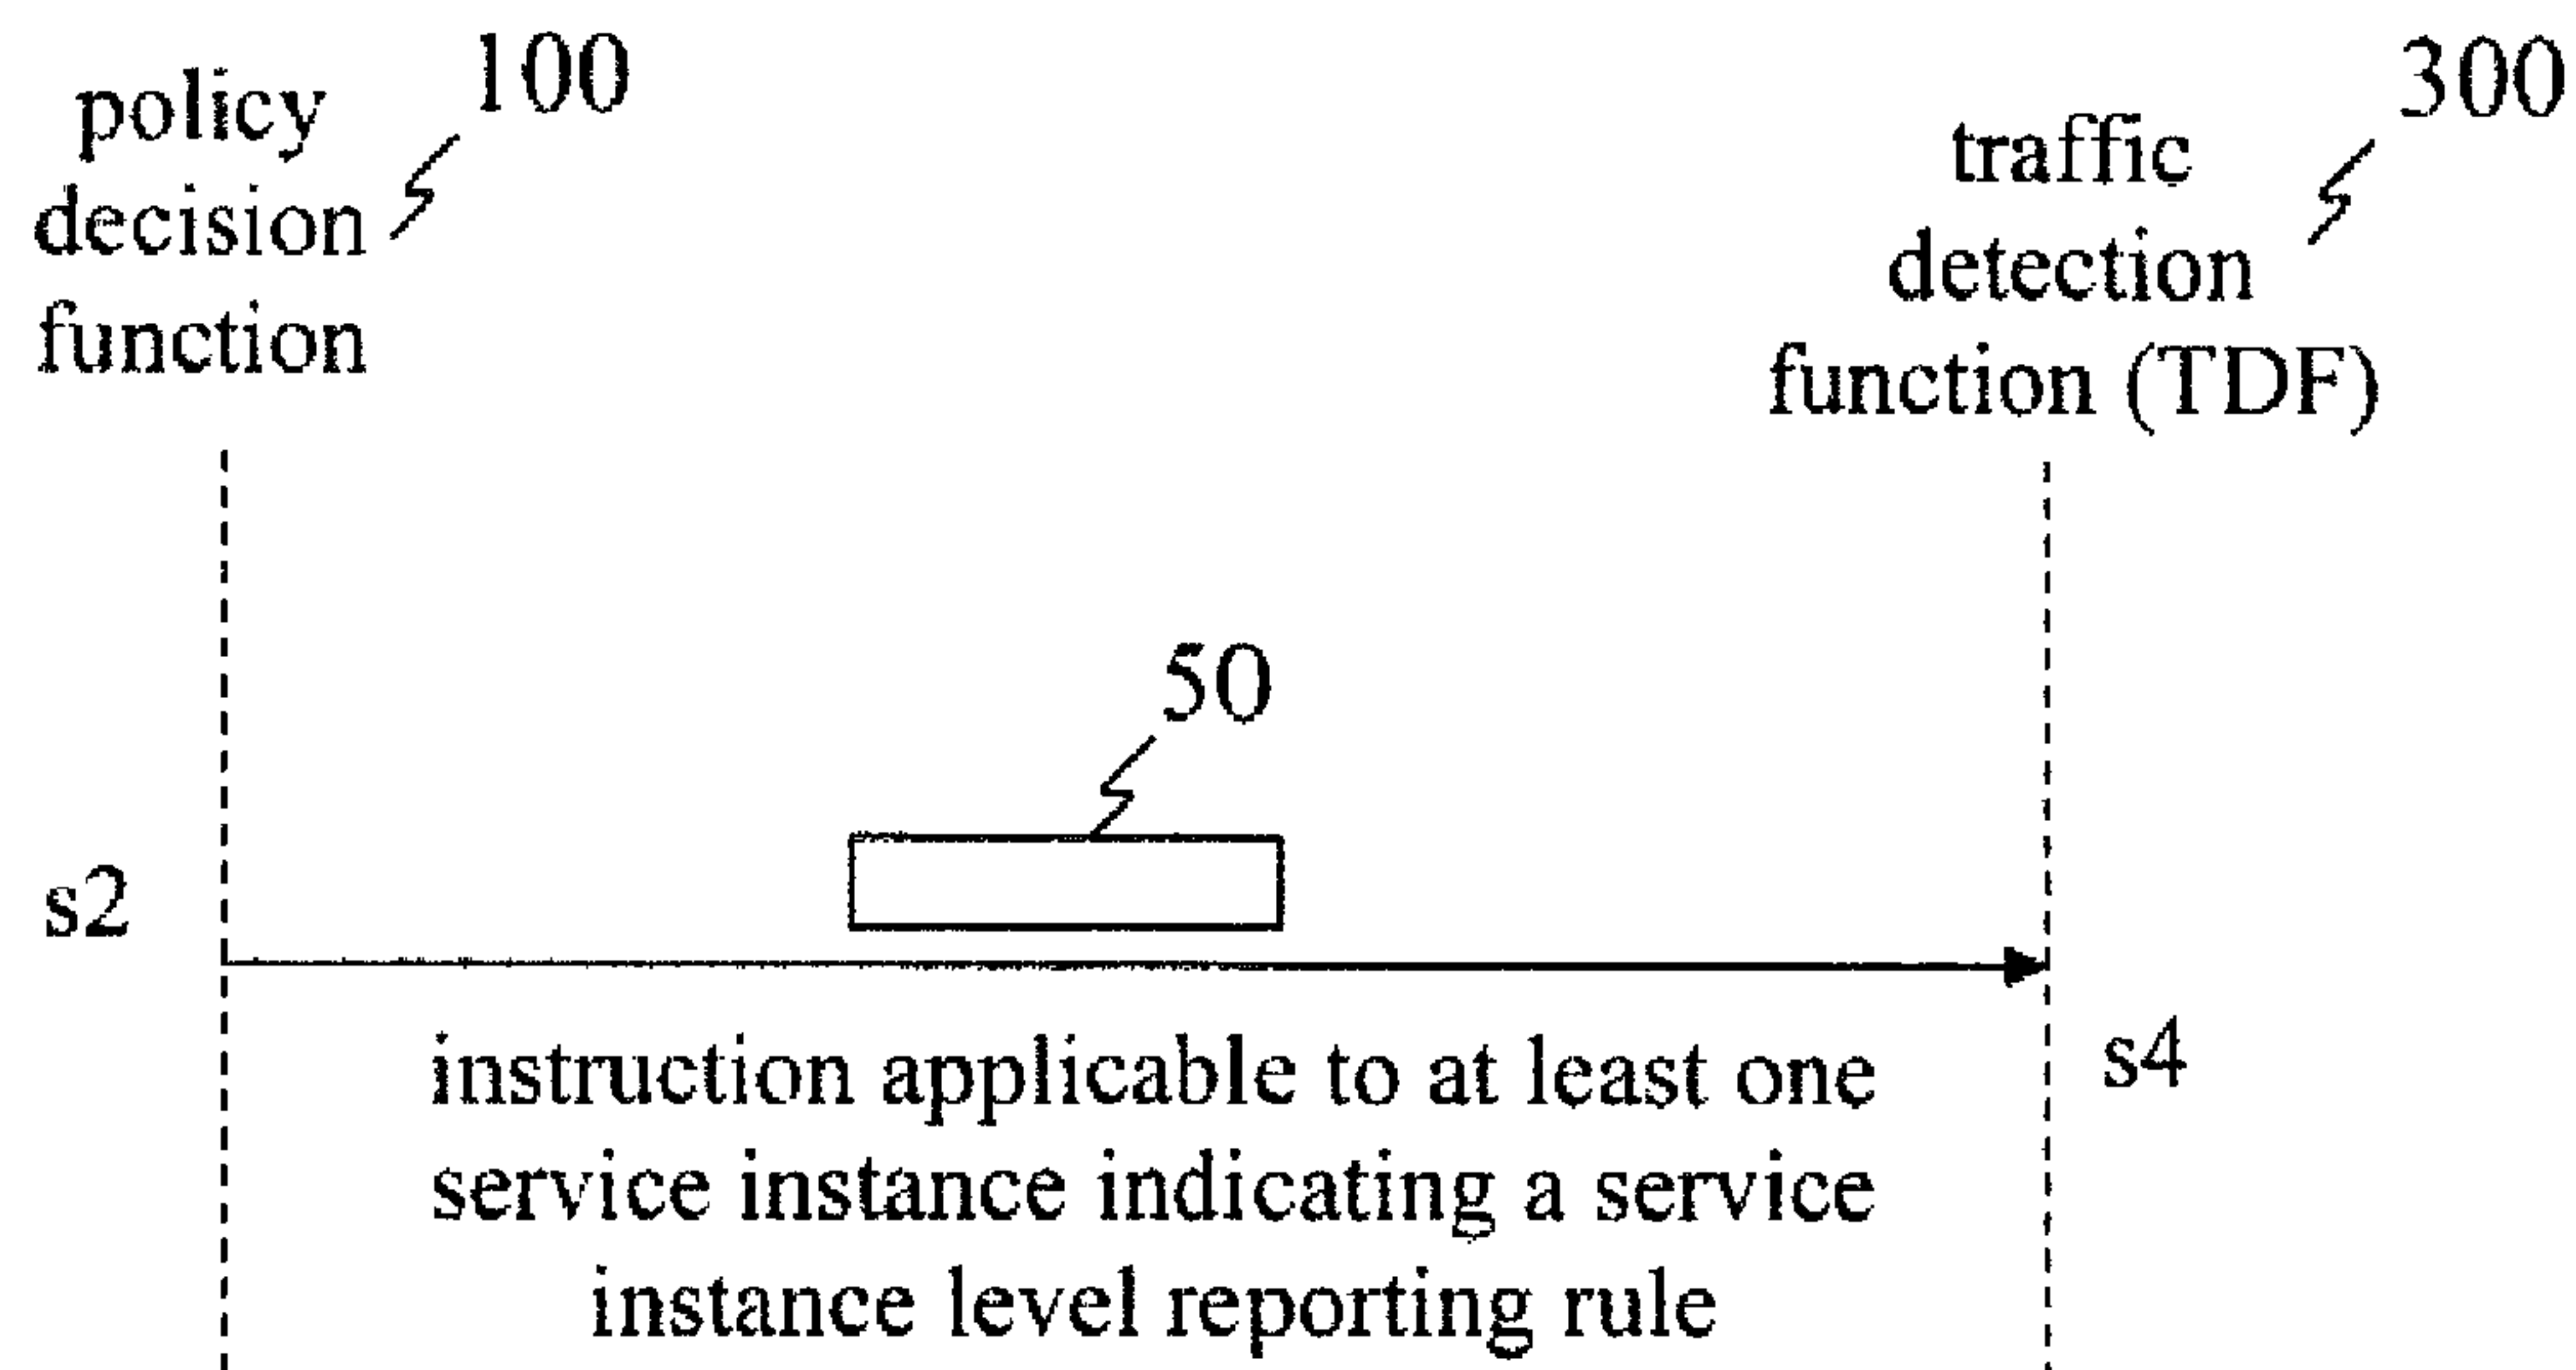 100
policy
decision
function
300
traffic
detection
function (TDF)
50
s2
s4
instruction applicable to at least one
service instance indicating a service
instance level reporting rule